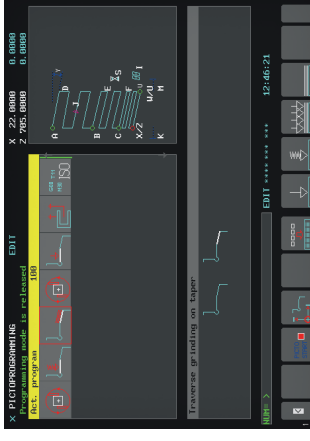 × PICTOPROGRAMMING EDIT
X 22.0000 0.0000
Z 705.0000 0.0000
Programming mode is released
Act. program 100
ISO
A
D
Y
J
B
C
E
S
F
I
X/Z
U
W/U
K
M
Traverse grinding on taper
NUM= >
EDIT **** *** *** 12:46:21